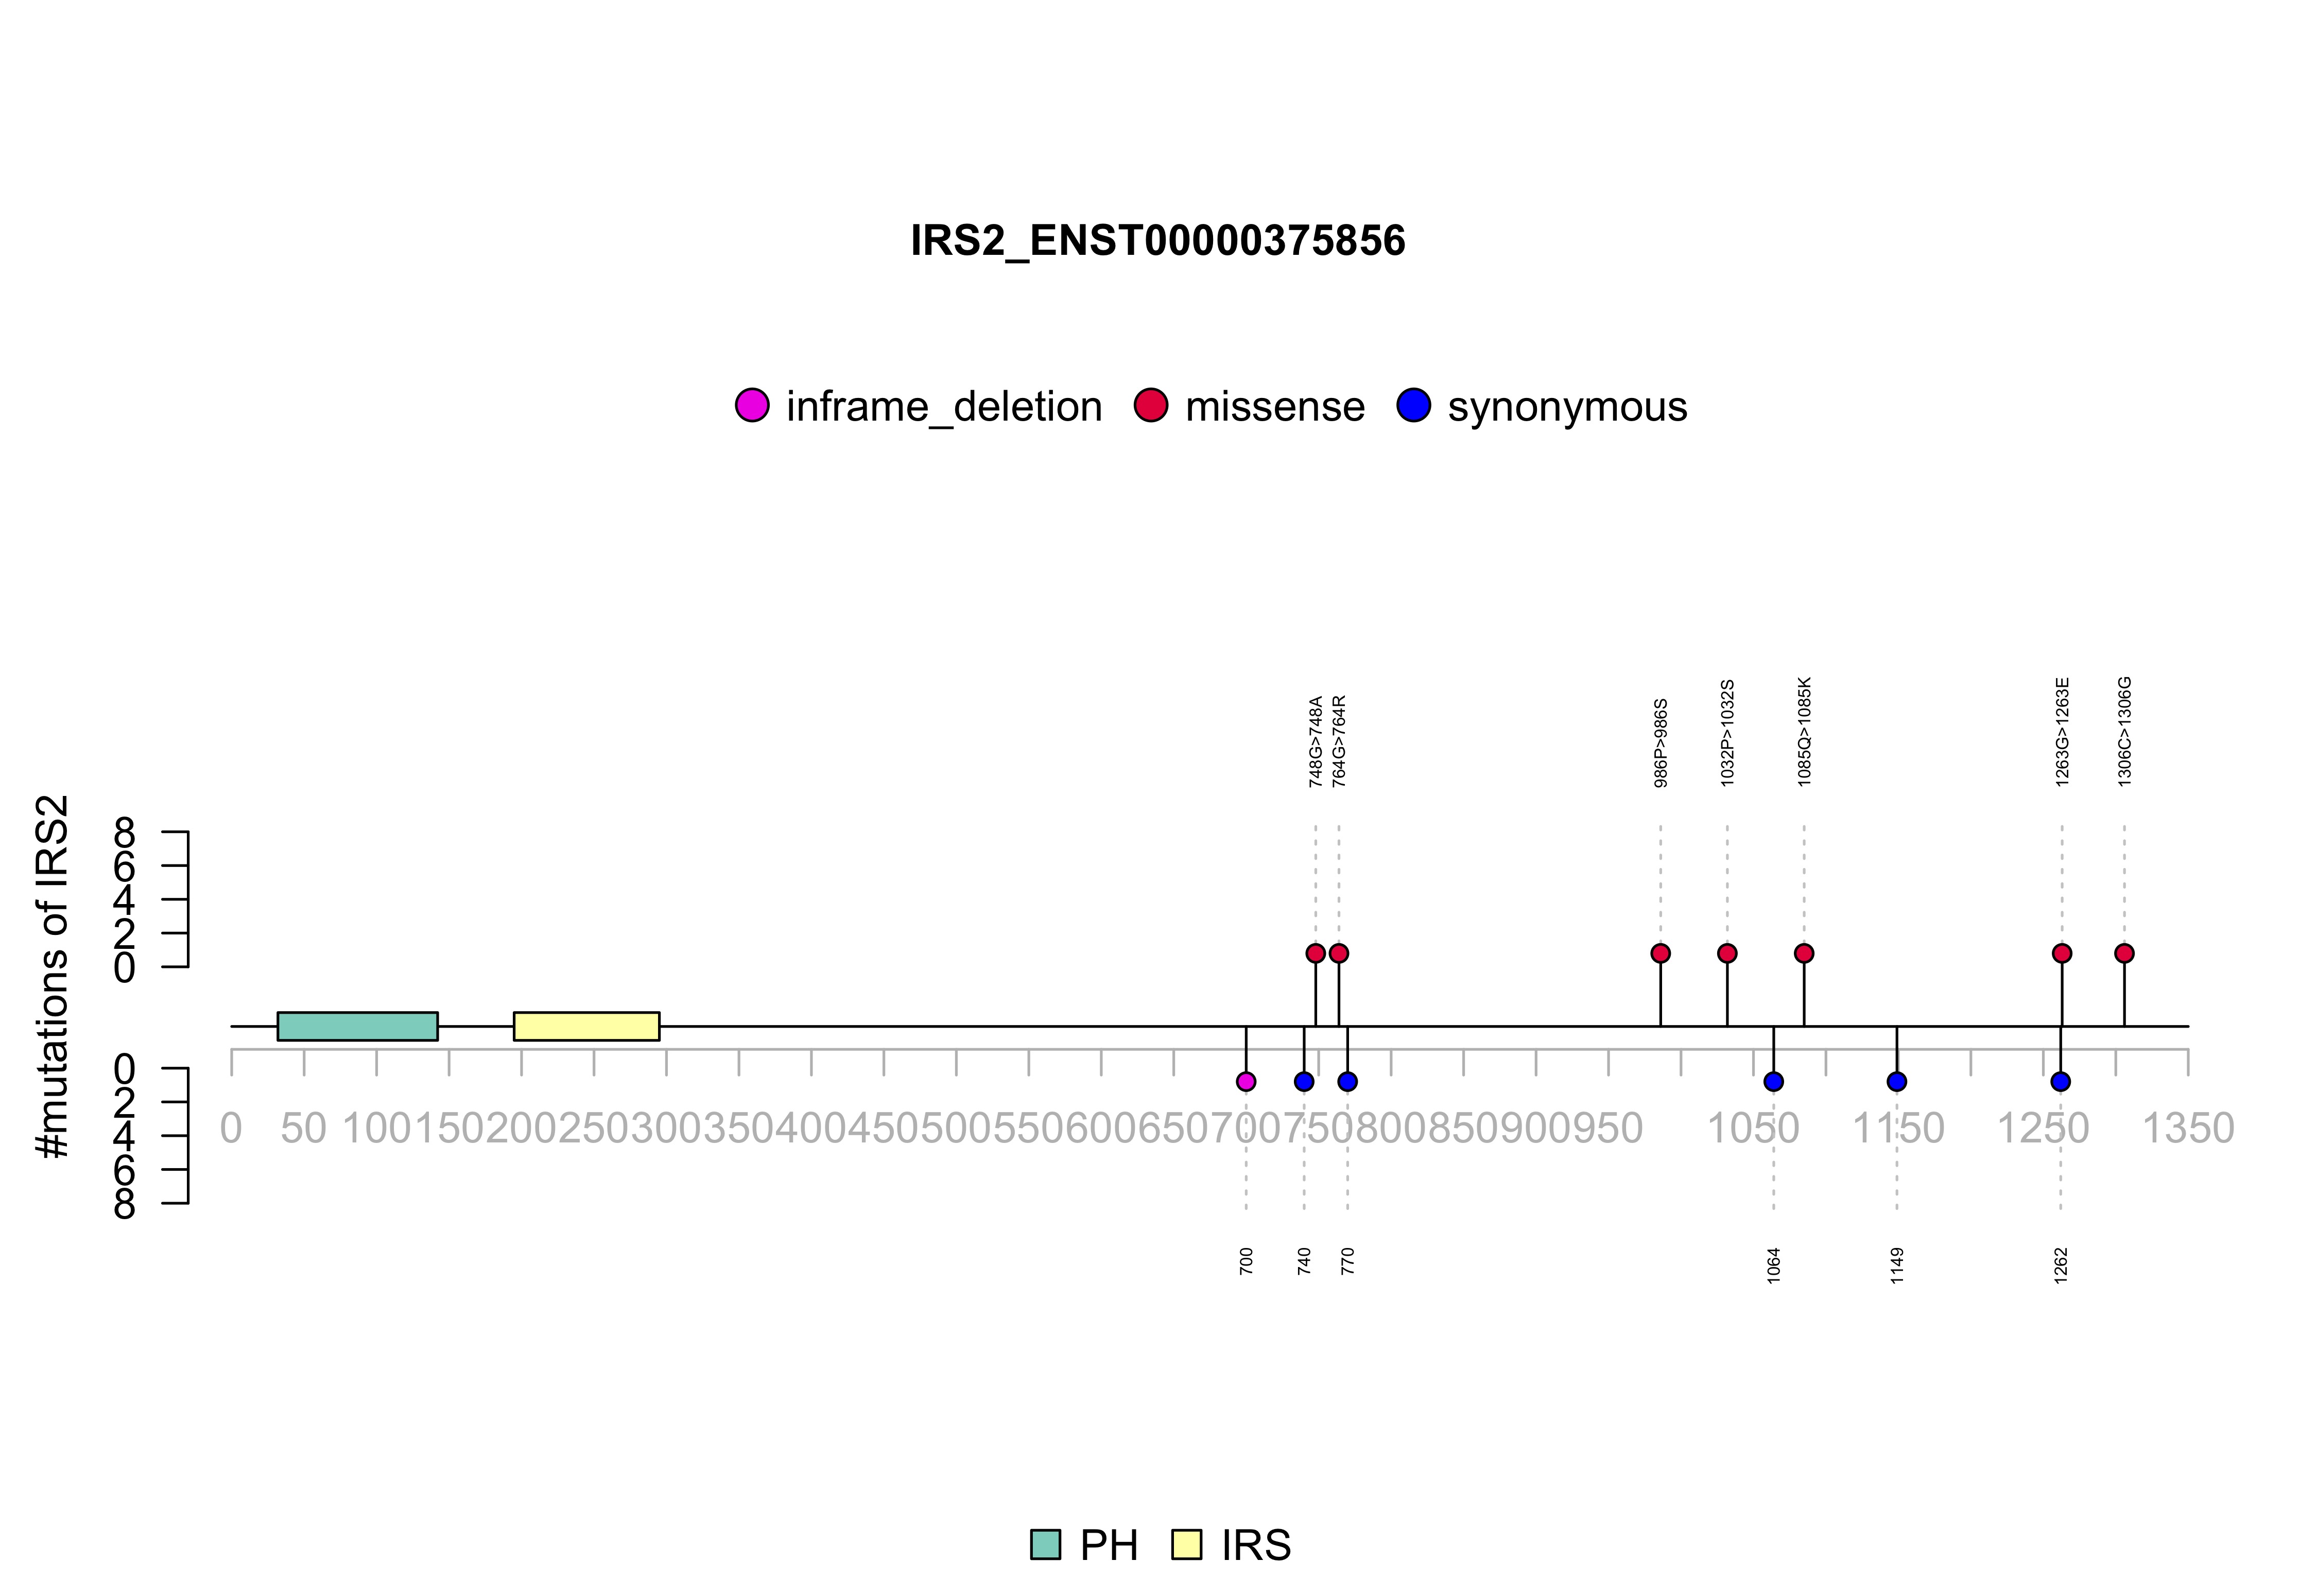 IRS2_ENST00000375856
inframe_deletion missense synonymous
748G>748A
764G>764R
986P>986S
1032P>1032S
1085Q>1085K
1263G>1263E
1306C>1306G
#mutations of IRS2
8
6
4
2
0
0
2
4
6
8
0 50 100 150 200 250 300 350 400 450 500 550 600 650 700 750 800 850 900 950 1050 1150 1250 1350
700
740
770
1064
1149
1262
PH IRS